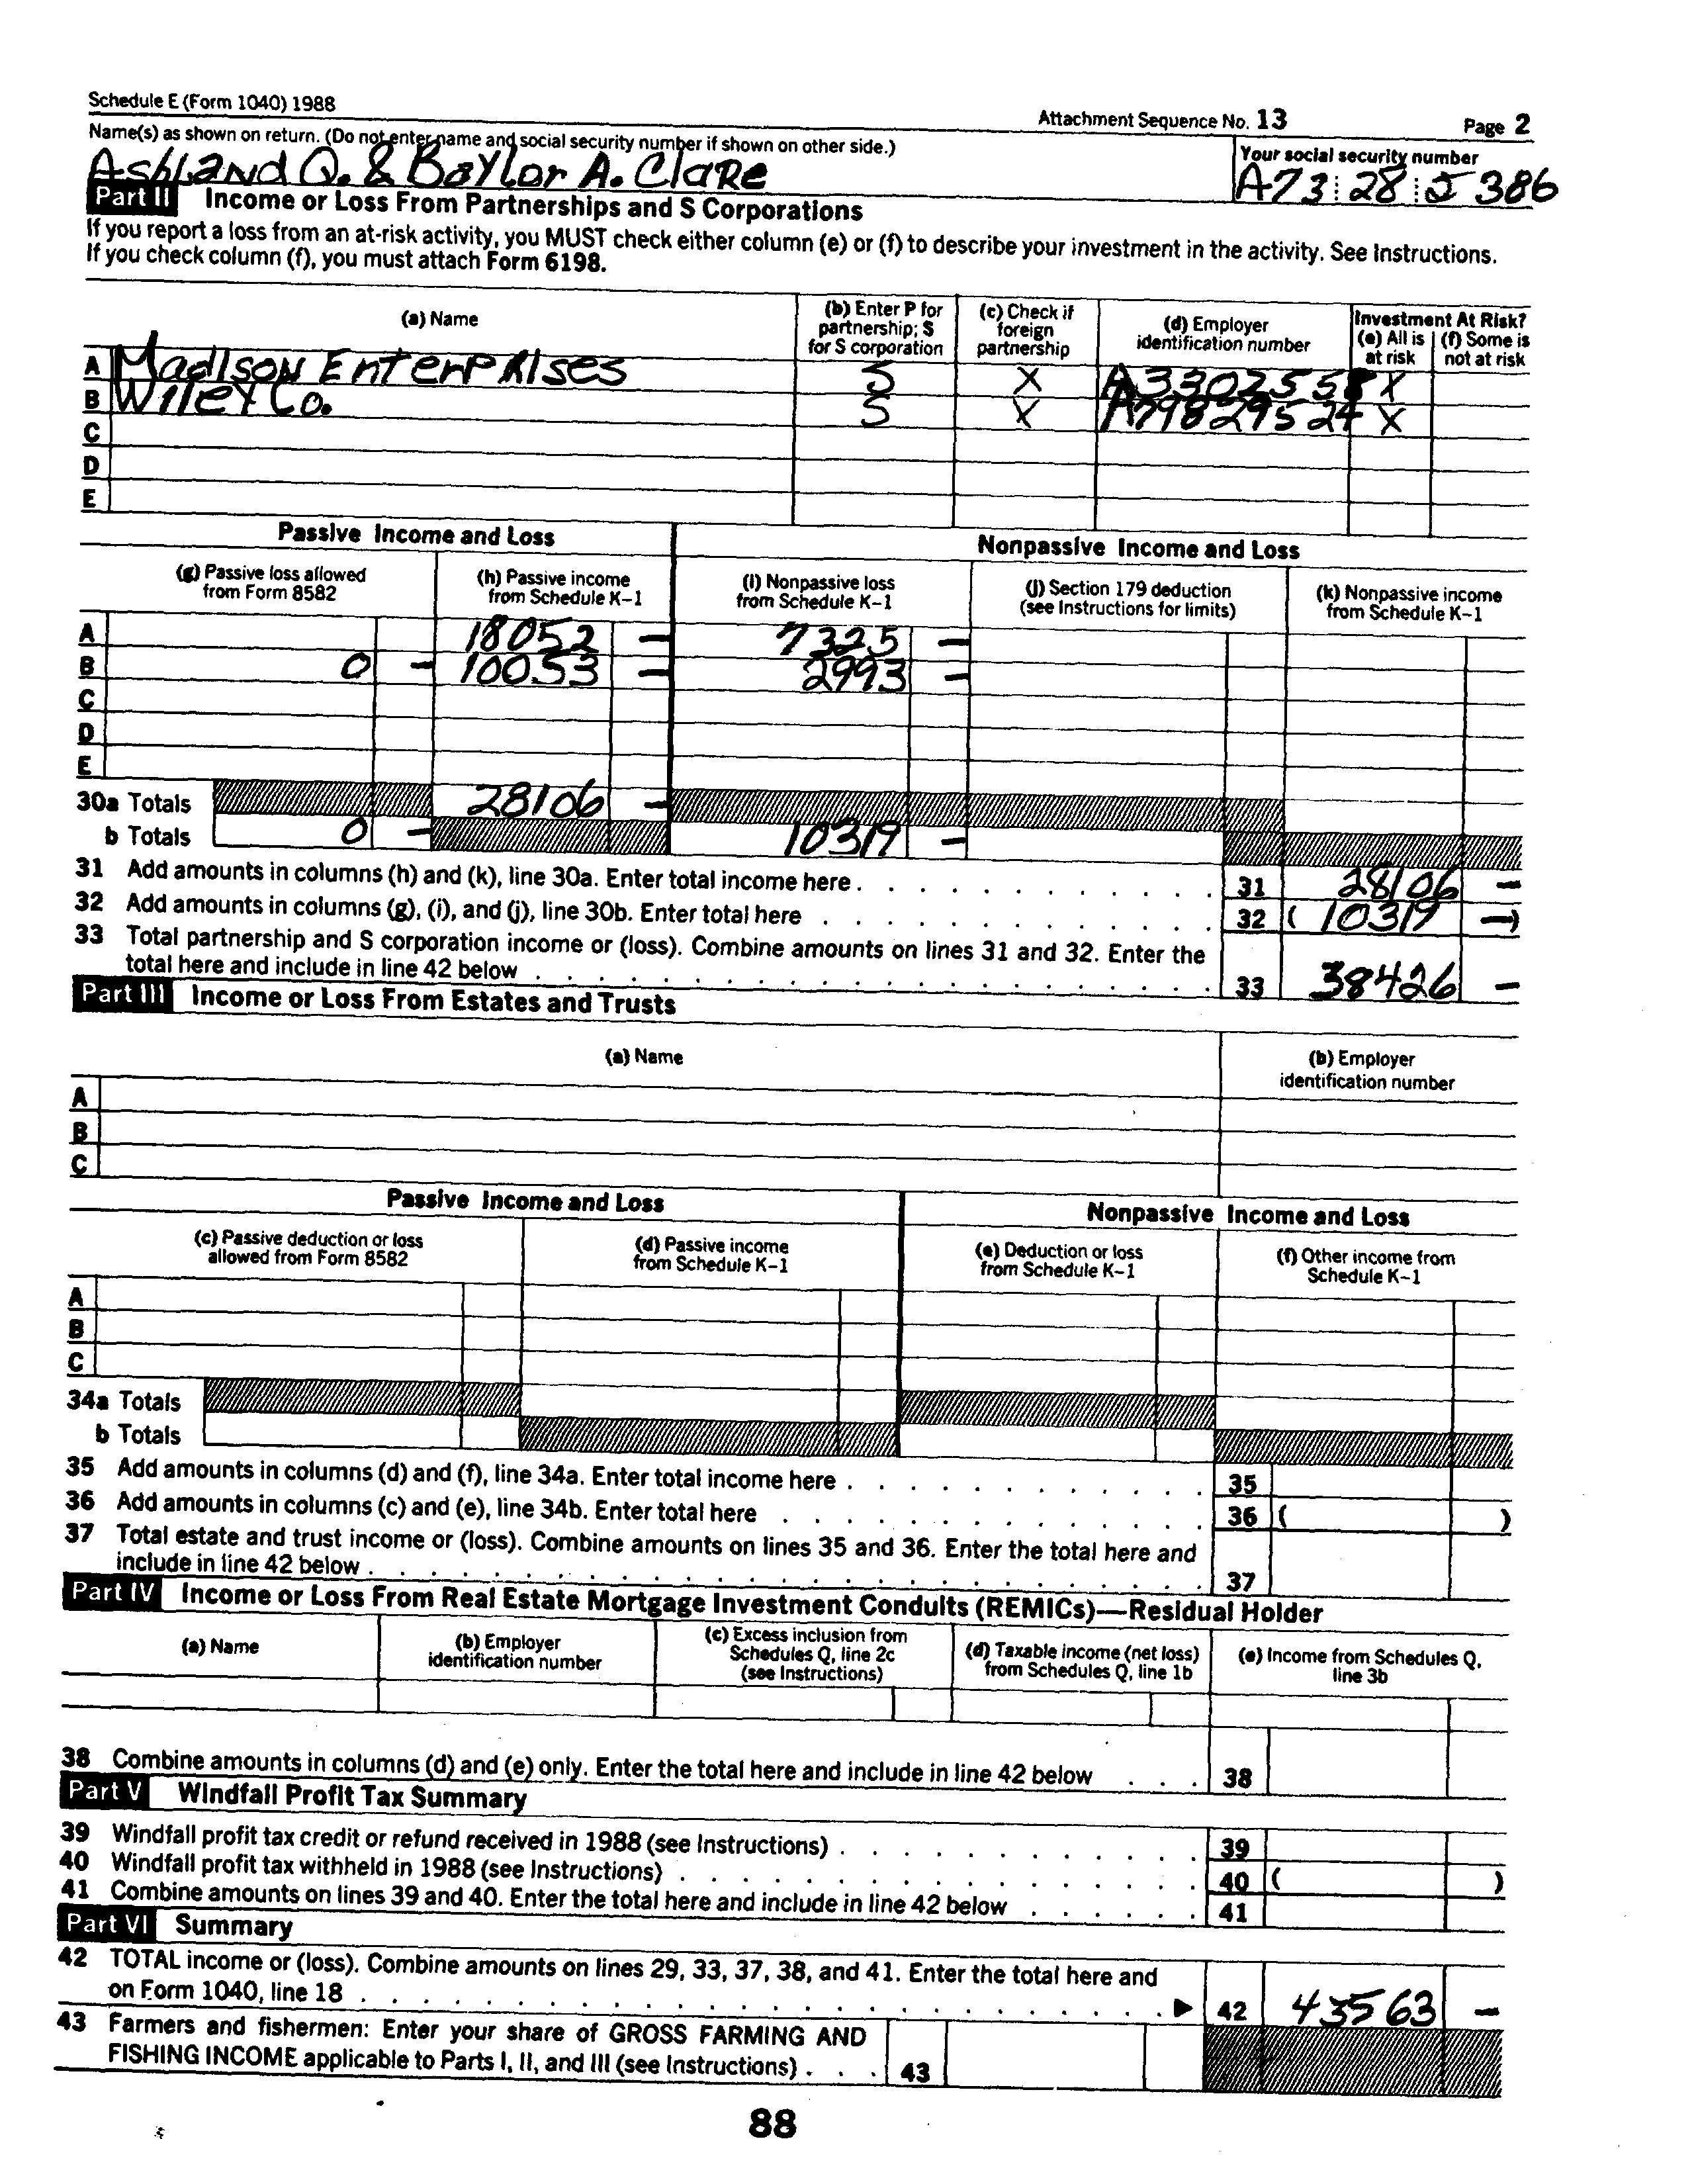 Schedule E (Form 1040) 1988
Attachment Sequence No. 13
Page 2
Name(s) as shown on return. (Do not enter name and social security number if shown on other side.)
Your social security number
Ashland Q. & Baylor A. Clare
A73 28 5386
Part II Income or Loss From Partnerships and S Corporations
If you report a loss from an at-risk activity, you MUST check either column (e) or (f) to describe your investment in the activity. See Instructions.
If you check column (f), you must attach Form 6198.
(a) Name
(b) Enter P for partnership; S for S corporation
(c) Check if foreign partnership
(d) Employer identification number
Investment At Risk?
(e) All is at risk
(f) Some is not at risk
A Madison Enterprises S X A33025558 X
B Wiley Co. S X A79829524 X
C
D
E
Passive Income and Loss
Nonpassive Income and Loss
(g) Passive loss allowed from Form 8582
(h) Passive income from Schedule K–1
(i) Nonpassive loss from Schedule K–1
(j) Section 179 deduction (see Instructions for limits)
(k) Nonpassive income from Schedule K–1
A 18052 – 7325 –
B 0 – 10053 – 2993 –
C
D
E
30a Totals 28106 –
b Totals 0 – 10319 –
31 Add amounts in columns (h) and (k), line 30a. Enter total income here . 31 28106 –
32 Add amounts in columns (g), (i), and (j), line 30b. Enter total here . 32 ( 10319 –)
33 Total partnership and S corporation income or (loss). Combine amounts on lines 31 and 32. Enter the
total here and include in line 42 below . 33 38426 –
Part III Income or Loss From Estates and Trusts
(a) Name
(b) Employer identification number
A
B
C
Passive Income and Loss
Nonpassive Income and Loss
(c) Passive deduction or loss allowed from Form 8582
(d) Passive income from Schedule K–1
(e) Deduction or loss from Schedule K–1
(f) Other income from Schedule K–1
A
B
C
34a Totals
b Totals
35 Add amounts in columns (d) and (f), line 34a. Enter total income here . 35
36 Add amounts in columns (c) and (e), line 34b. Enter total here . 36 ( )
37 Total estate and trust income or (loss). Combine amounts on lines 35 and 36. Enter the total here and
include in line 42 below . 37
Part IV Income or Loss From Real Estate Mortgage Investment Conduits (REMICs)—Residual Holder
(a) Name
(b) Employer identification number
(c) Excess inclusion from Schedules Q, line 2c (see Instructions)
(d) Taxable income (net loss) from Schedules Q, line 1b
(e) Income from Schedules Q, line 3b
38 Combine amounts in columns (d) and (e) only. Enter the total here and include in line 42 below . . . 38
Part V Windfall Profit Tax Summary
39 Windfall profit tax credit or refund received in 1988 (see Instructions) . 39
40 Windfall profit tax withheld in 1988 (see Instructions) . 40 ( )
41 Combine amounts on lines 39 and 40. Enter the total here and include in line 42 below . 41
Part VI Summary
42 TOTAL income or (loss). Combine amounts on lines 29, 33, 37, 38, and 41. Enter the total here and
on Form 1040, line 18 . ▶ 42 43563 –
43 Farmers and fishermen: Enter your share of GROSS FARMING AND
FISHING INCOME applicable to Parts I, II, and III (see Instructions) . . . 43
88